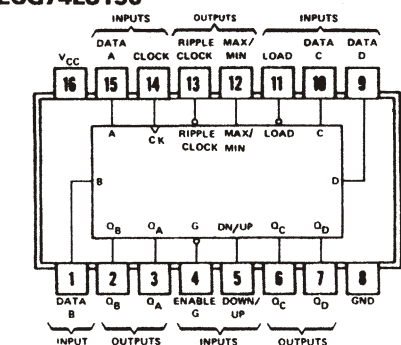 INPUTS OUTPUTS INPUTS
DATA RIPPLE MAX/ DATA DATA
VCC A CLOCK CLOCK MIN LOAD C D
16 15 14 13 12 11 10 9
A CK RIPPLE MAX/ LOAD C
CLOCK MIN
B D
QB QA G DN/UP QC QD
1 2 3 4 5 6 7 8
DATA QB QA ENABLE DOWN/ QC QD GND
B G UP
INPUT OUTPUTS INPUTS OUTPUTS